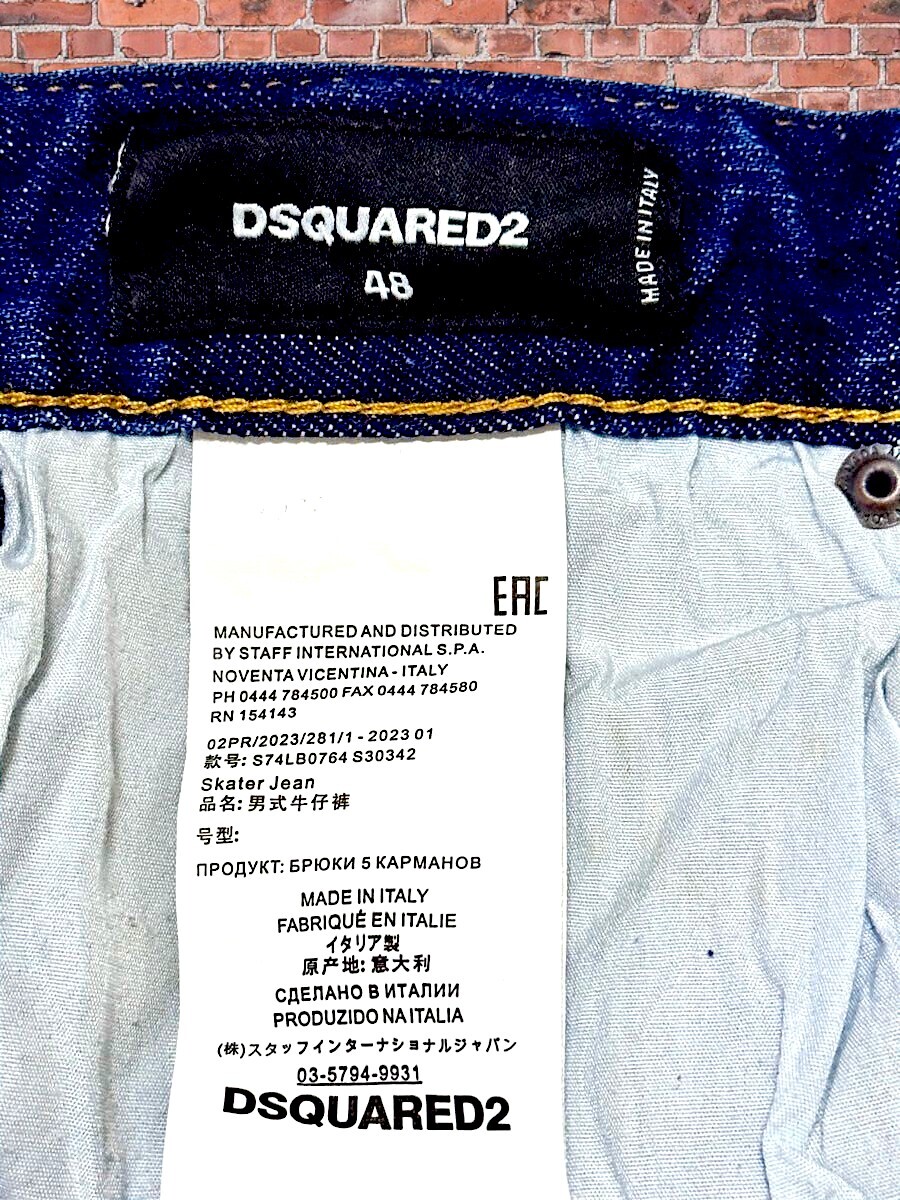 DSQUARED2
48
MADE IN ITALY
EAC
MANUFACTURED AND DISTRIBUTED
BY STAFF INTERNATIONAL S.P.A.
NOVENTA VICENTINA - ITALY
PH 0444 784500 FAX 0444 784580
RN 154143
02PR/2023/281/1 - 2023 01
款号: S74LB0764 S30342
Skater Jean
品名: 男式牛仔裤
号型:
ПРОДУКТ: БРЮКИ 5 КАРМАНОВ
MADE IN ITALY
FABRIQUÉ EN ITALIE
イタリア製
原产地: 意大利
СДЕЛАНО В ИТАЛИИ
PRODUZIDO NA ITALIA
(株)スタッフインターナショナルジャパン
03-5794-9931
DSQUARED2